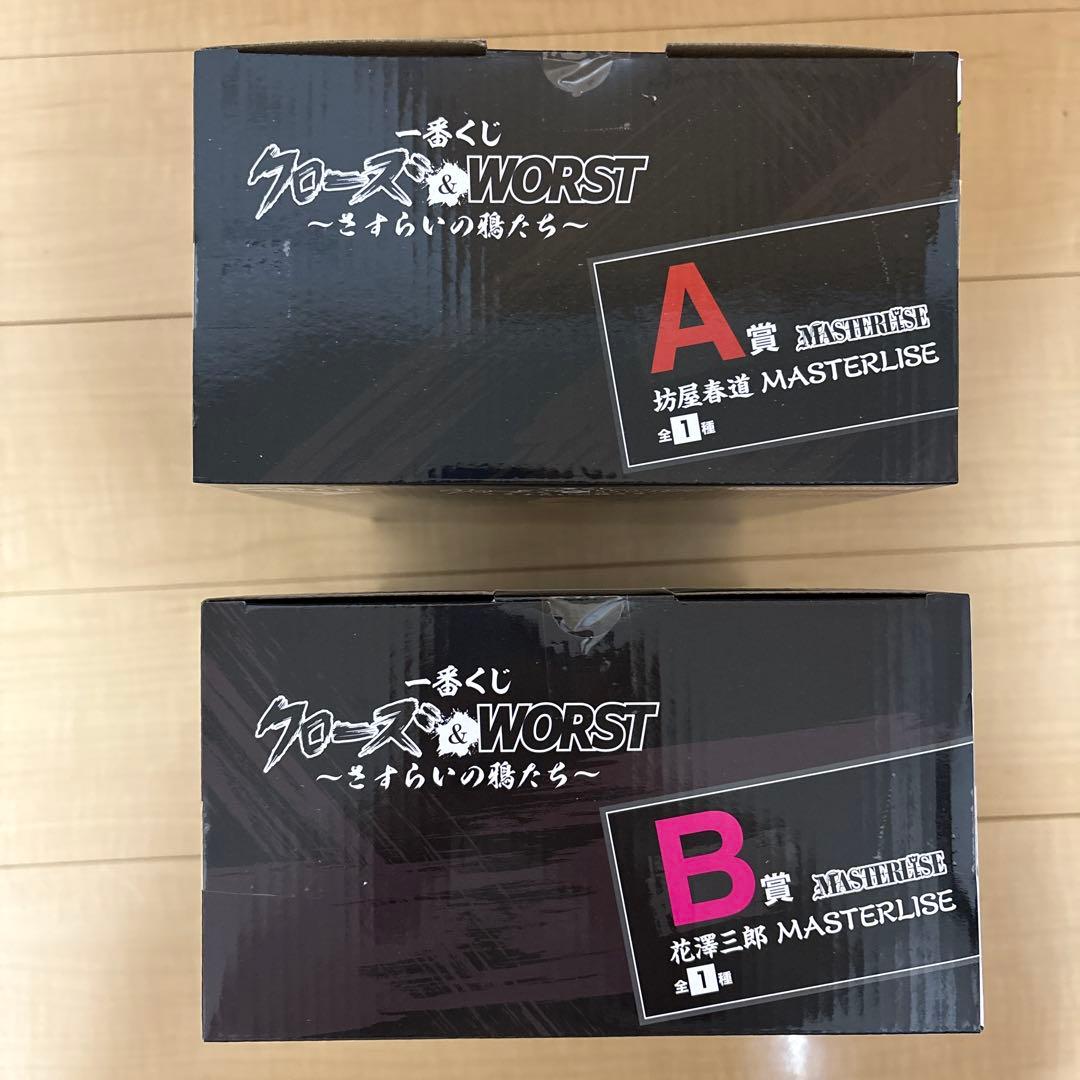 一番くじ
クローズ&WORST
～さすらいの鴉たち～
A賞 MASTERLISE
坊屋春道 MASTERLISE
全1種
一番くじ
クローズ&WORST
～さすらいの鴉たち～
B賞 MASTERLISE
花澤三郎 MASTERLISE
全1種